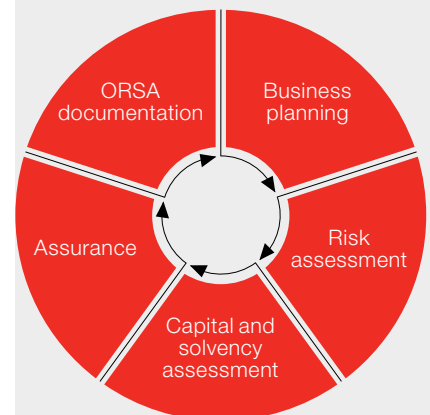 ORSA
documentation
Business
planning
Risk
assessment
Capital and
solvency
assessment
Assurance